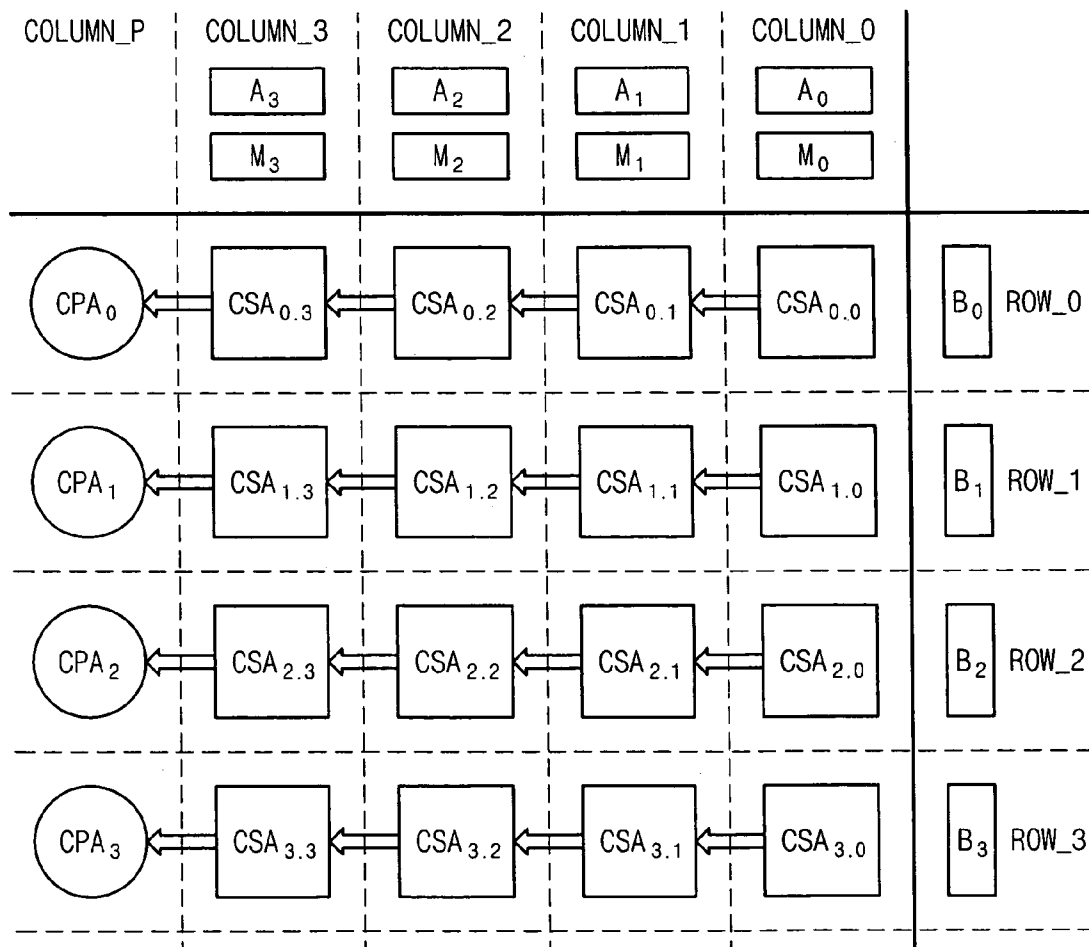 COLUMN_P COLUMN_3 COLUMN_2 COLUMN_1 COLUMN_0
A3 A2 A1 A0
M3 M2 M1 M0
CPA0 CSA0.3 CSA0.2 CSA0.1 CSA0.0 B0 ROW_0
CPA1 CSA1.3 CSA1.2 CSA1.1 CSA1.0 B1 ROW_1
CPA2 CSA2.3 CSA2.2 CSA2.1 CSA2.0 B2 ROW_2
CPA3 CSA3.3 CSA3.2 CSA3.1 CSA3.0 B3 ROW_3